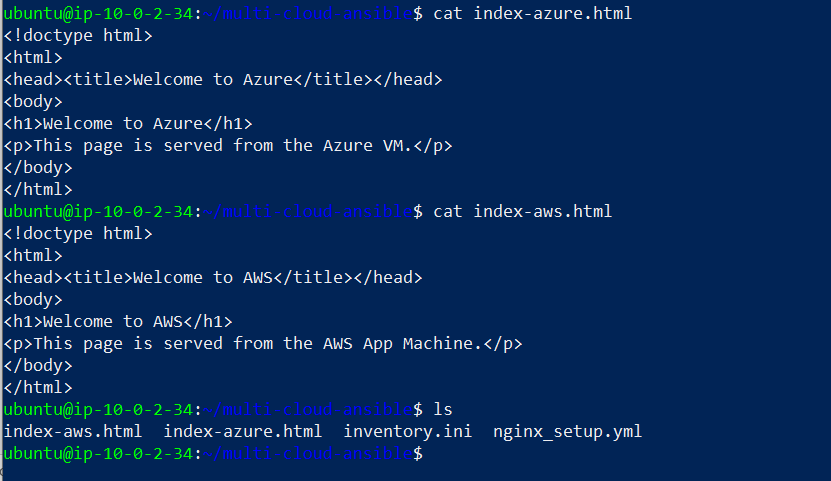 ubuntu@ip-10-0-2-34:~/multi-cloud-ansible$ cat index-azure.html
<!doctype html>
<html>
<head><title>Welcome to Azure</title></head>
<body>
<h1>Welcome to Azure</h1>
<p>This page is served from the Azure VM.</p>
</body>
</html>
ubuntu@ip-10-0-2-34:~/multi-cloud-ansible$ cat index-aws.html
<!doctype html>
<html>
<head><title>Welcome to AWS</title></head>
<body>
<h1>Welcome to AWS</h1>
<p>This page is served from the AWS App Machine.</p>
</body>
</html>
ubuntu@ip-10-0-2-34:~/multi-cloud-ansible$ ls
index-aws.html  index-azure.html  inventory.ini  nginx_setup.yml
ubuntu@ip-10-0-2-34:~/multi-cloud-ansible$